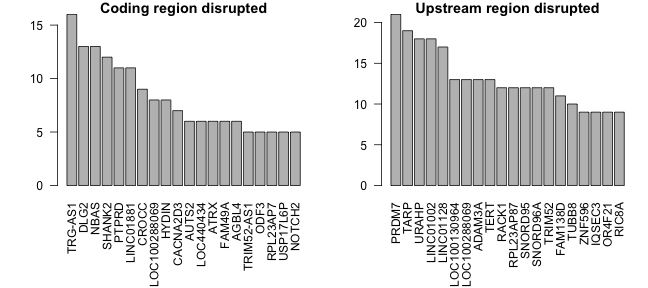 Coding region disrupted
15
10
5
0
TRG-AS1
DLG2
NBAS
SHANK2
PTPRD
LINC01881
CROCC
LOC100288069
HYDIN
CACNA2D3
AUTS2
LOC440434
ATRX
FAM49A
AGBL4
TRIM52-AS1
ODF3
RPL23AP7
USP17L6P
NOTCH2
Upstream region disrupted
20
15
10
5
0
PRDM7
TARP
URAHP
LINC01002
LINC01128
LOC100130964
LOC100288069
ADAM3A
TER1
RACK1
RPL23AP87
SNORD95
SNORD96A
TRIM52
FAM138D
TUBB8
ZNF596
IQSEC3
OR4F21
RIC8A